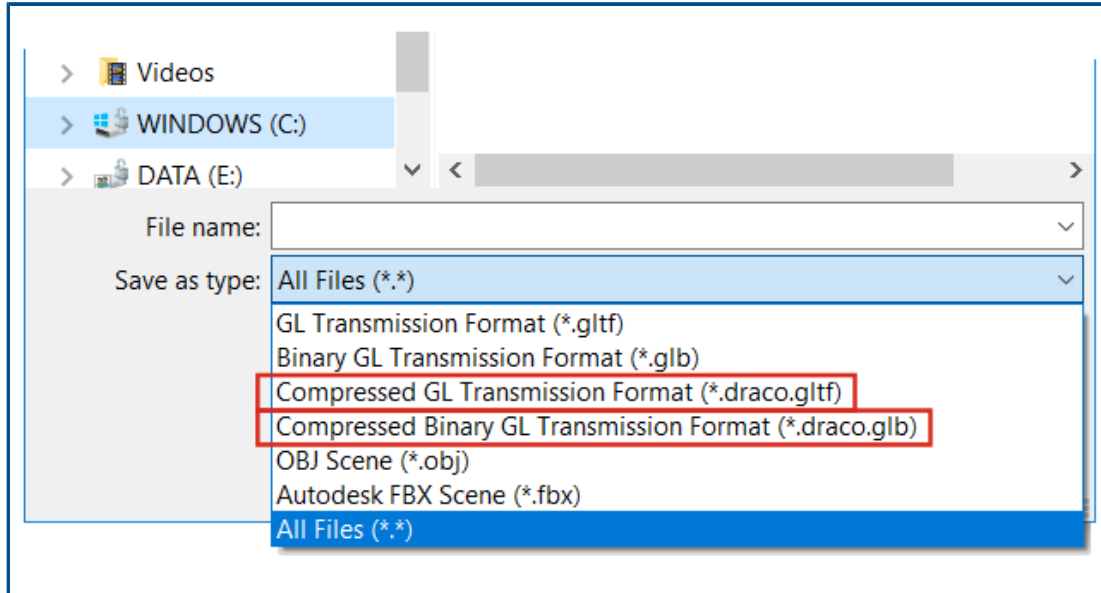 Videos
WINDOWS (C:)
DATA (E:)
File name:
Save as type: All Files (*.*)
GL Transmission Format (*.gltf)
Binary GL Transmission Format (*.glb)
Compressed GL Transmission Format (*.draco.gltf)
Compressed Binary GL Transmission Format (*.draco.glb)
OBJ Scene (*.obj)
Autodesk FBX Scene (*.fbx)
All Files (*.*)